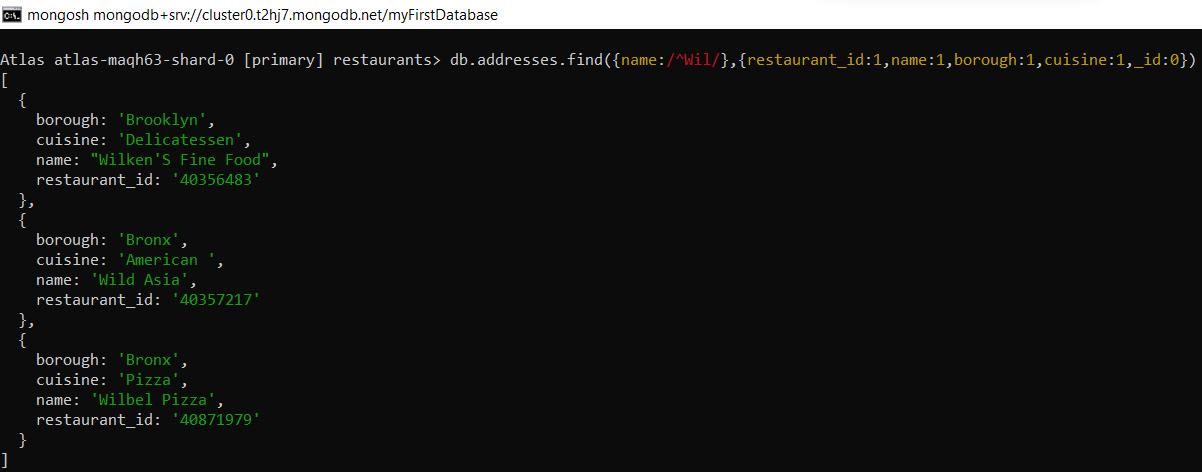 mongosh mongodb+srv://cluster0.t2hj7.mongodb.net/myFirstDatabase
Atlas atlas-maqh63-shard-0 [primary] restaurants> db.addresses.find({name:/^Wil/},{restaurant_id:1,name:1,borough:1,cuisine:1,_id:0})
[
  {
    borough: 'Brooklyn',
    cuisine: 'Delicatessen',
    name: "Wilken'S Fine Food",
    restaurant_id: '40356483'
  },
  {
    borough: 'Bronx',
    cuisine: 'American ',
    name: 'Wild Asia',
    restaurant_id: '40357217'
  },
  {
    borough: 'Bronx',
    cuisine: 'Pizza',
    name: 'Wilbel Pizza',
    restaurant_id: '40871979'
  }
]